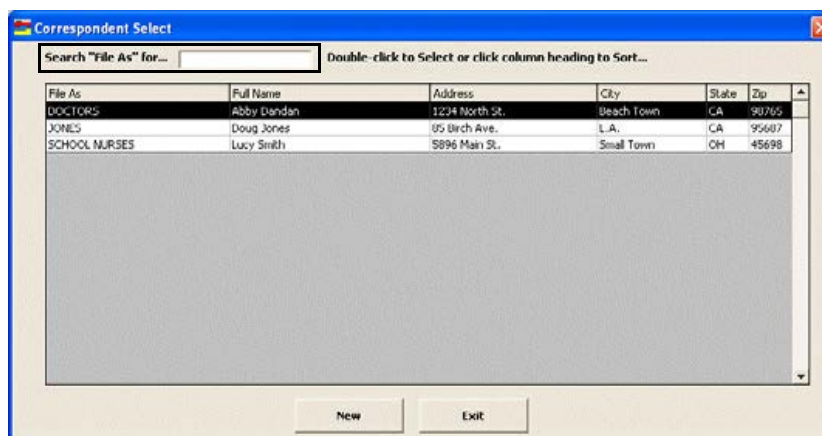 Correspondent Select
Search "File As" for... Double-click to Select or click column heading to Sort...
File As Full Name Address City State Zip
DOCTORS Abby Dandan 1234 North St. Beach Town CA 98765
JONES Doug Jones 85 Birch Ave. L.A. CA 95687
SCHOOL NURSES Lucy Smith 5896 Main St. Small Town OH 45698
New Exit